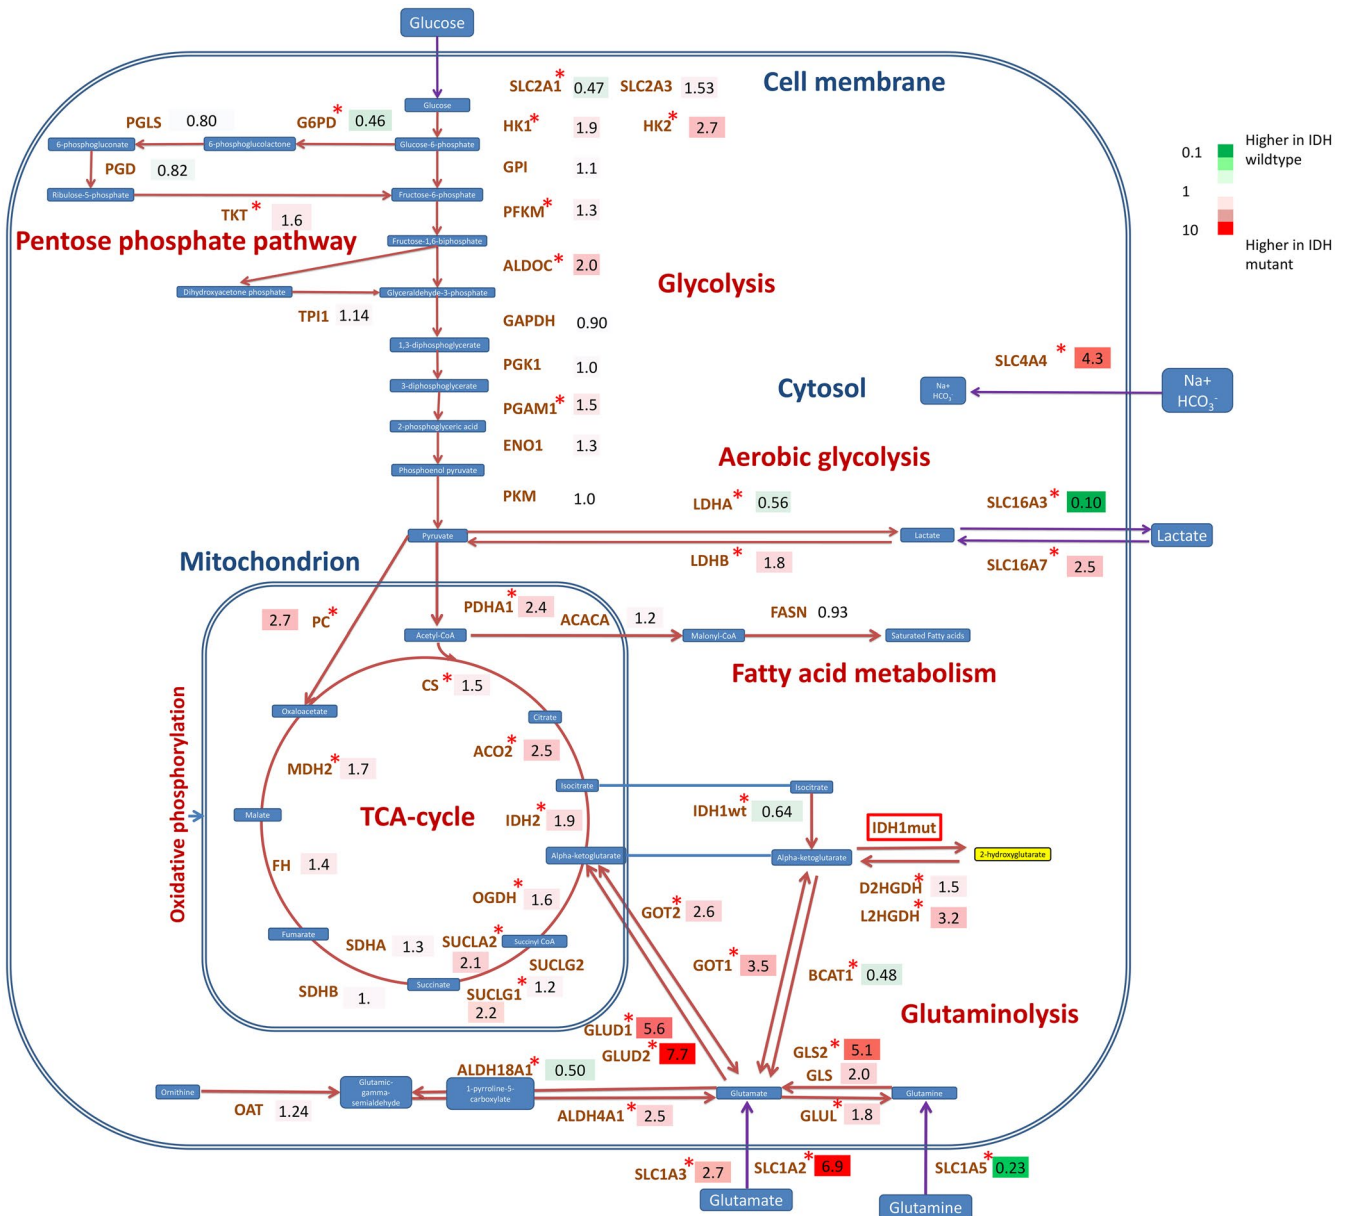 Glucose
Cell membrane
SLC2A1* 0.47 SLC2A3 1.53
Glucose
PGLS 0.80 G6PD* 0.46
HK1* 1.9 HK2* 2.7
6-phosphogluconate 6-phosphoglucolactone Glucose-6-phosphate
PGD 0.82
GPI 1.1
Ribulose-5-phosphate Fructose-6-phosphate
TKT* 1.6
PFKM* 1.3
Pentose phosphate pathway
Fructose-1,6-biphosphate
ALDOC* 2.0
Glycolysis
Dihydroxyacetone phosphate Glyceraldehyde-3-phosphate
TPI1 1.14
GAPDH 0.90
1,3-diphosphoglycerate
PGK1 1.0
3-diphosphoglycerate
PGAM1* 1.5
2-phosphoglyceric acid
ENO1 1.3
Phosphoenol pyruvate
PKM 1.0
Pyruvate
0.1
1
10
Higher in IDH
wildtype
Higher in IDH
mutant
SLC4A4* 4.3
Cytosol
Na+
HCO3-
Na+
HCO3-
Aerobic glycolysis
LDHA* 0.56
SLC16A3* 0.10
Lactate
Lactate
LDHB* 1.8
SLC16A7* 2.5
Mitochondrion
2.7 PC*
PDHA1* 2.4
ACACA 1.2
FASN 0.93
Acetyl-CoA Malonyl-CoA Saturated Fatty acids
Fatty acid metabolism
Oxidative phosphorylation
CS* 1.5
Oxaloacetate
Citrate
ACO2* 2.5
MDH2* 1.7
Isocitrate
Isocitrate
TCA-cycle
IDH2* 1.9
IDH1wt* 0.64
Malate
IDH1mut
Alpha-ketoglutarate
Alpha-ketoglutarate
2-hydroxyglutarate
FH 1.4
D2HGDH* 1.5
L2HGDH* 3.2
OGDH* 1.6
GOT2* 2.6
Fumarate
SDHA 1.3
SUCLA2* 2.1
Succinyl CoA
SUCLG2
1.2
GOT1* 3.5
BCAT1* 0.48
SDHB 1.
Succinate
SUCLG1* 2.2
Glutaminolysis
GLUD1* 5.6
GLUD2* 7.7
GLS2* 5.1
GLS 2.0
ALDH18A1* 0.50
Ornithine
Glutamic-
gamma-
semialdehyde
1-pyrroline-5-
carboxylate
Glutamate
Glutamine
OAT 1.24
ALDH4A1* 2.5
GLUL* 1.8
SLC1A3* 2.7
SLC1A2* 6.9
SLC1A5* 0.23
Glutamate
Glutamine